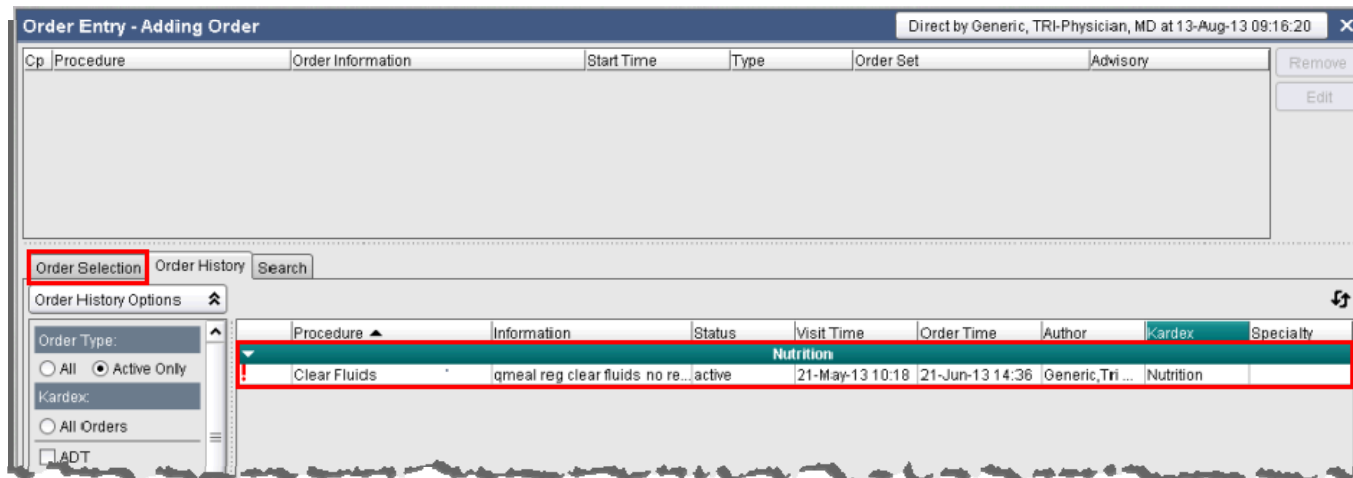 Order Entry - Adding Order Direct by Generic, TRI-Physician, MD at 13-Aug-13 09:16:20
Cp Procedure Order Information Start Time Type Order Set Advisory Remove
Edit
Order Selection Order History Search
Order History Options
Order Type: Procedure Information Status Visit Time Order Time Author Kardex Specialty
Nutrition
All Active Only ! Clear Fluids qmeal reg clear fluids no re... active 21-May-13 10:18 21-Jun-13 14:36 Generic,Tri ... Nutrition
Kardex:
All Orders
ADT